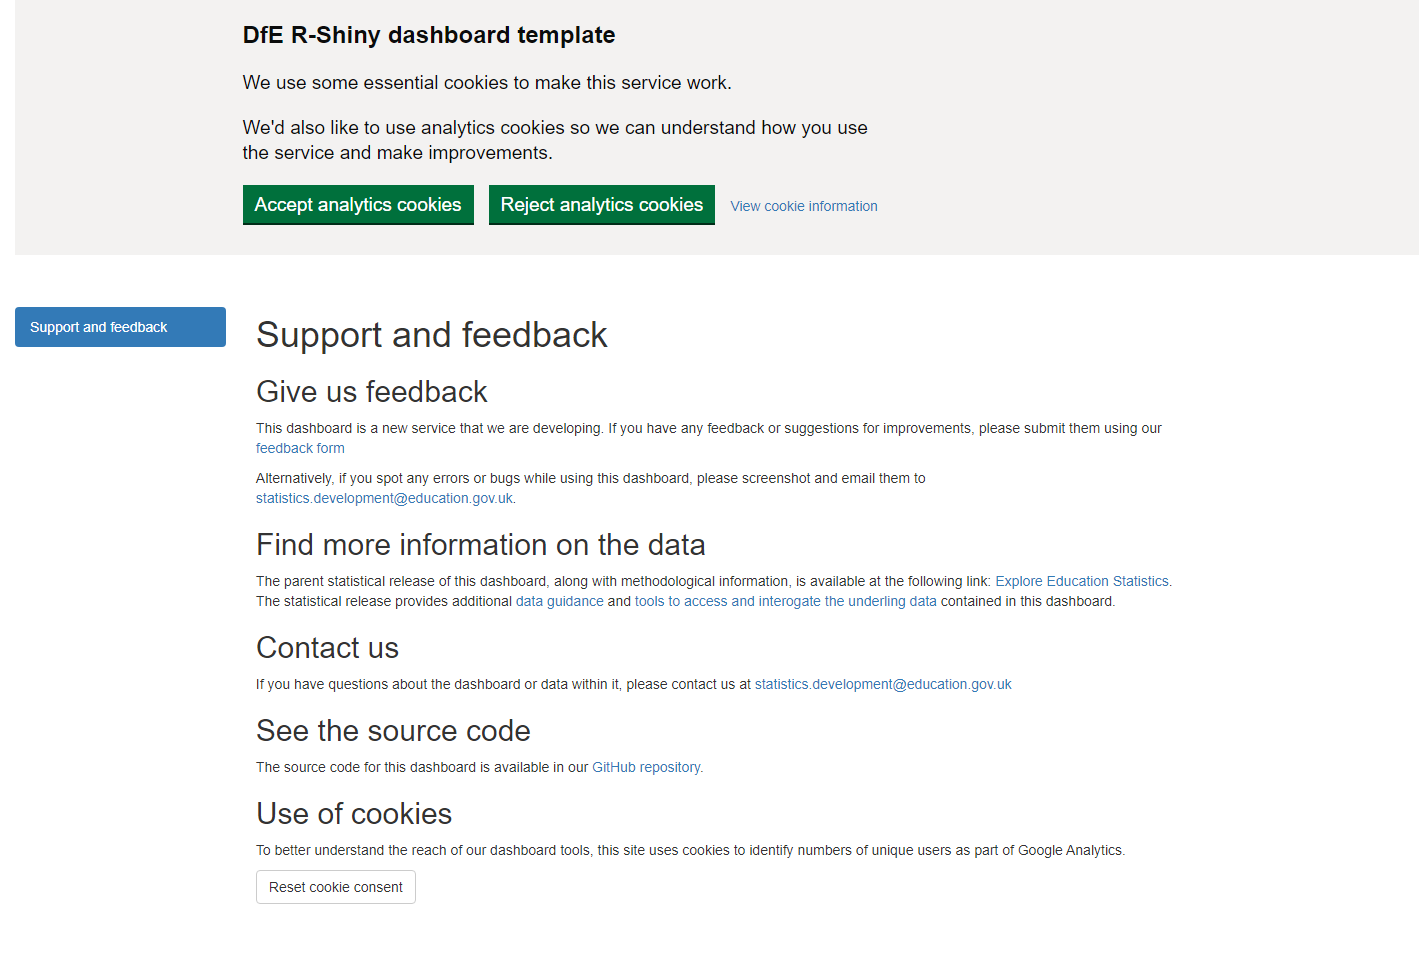 DfE R-Shiny dashboard template
We use some essential cookies to make this service work.
We'd also like to use analytics cookies so we can understand how you use
the service and make improvements.
Accept analytics cookies Reject analytics cookies View cookie information
Support and feedback
Support and feedback
Give us feedback
This dashboard is a new service that we are developing. If you have any feedback or suggestions for improvements, please submit them using our
feedback form
Alternatively, if you spot any errors or bugs while using this dashboard, please screenshot and email them to
statistics.development@education.gov.uk.
Find more information on the data
The parent statistical release of this dashboard, along with methodological information, is available at the following link: Explore Education Statistics.
The statistical release provides additional data guidance and tools to access and interogate the underling data contained in this dashboard.
Contact us
If you have questions about the dashboard or data within it, please contact us at statistics.development@education.gov.uk
See the source code
The source code for this dashboard is available in our GitHub repository.
Use of cookies
To better understand the reach of our dashboard tools, this site uses cookies to identify numbers of unique users as part of Google Analytics.
Reset cookie consent